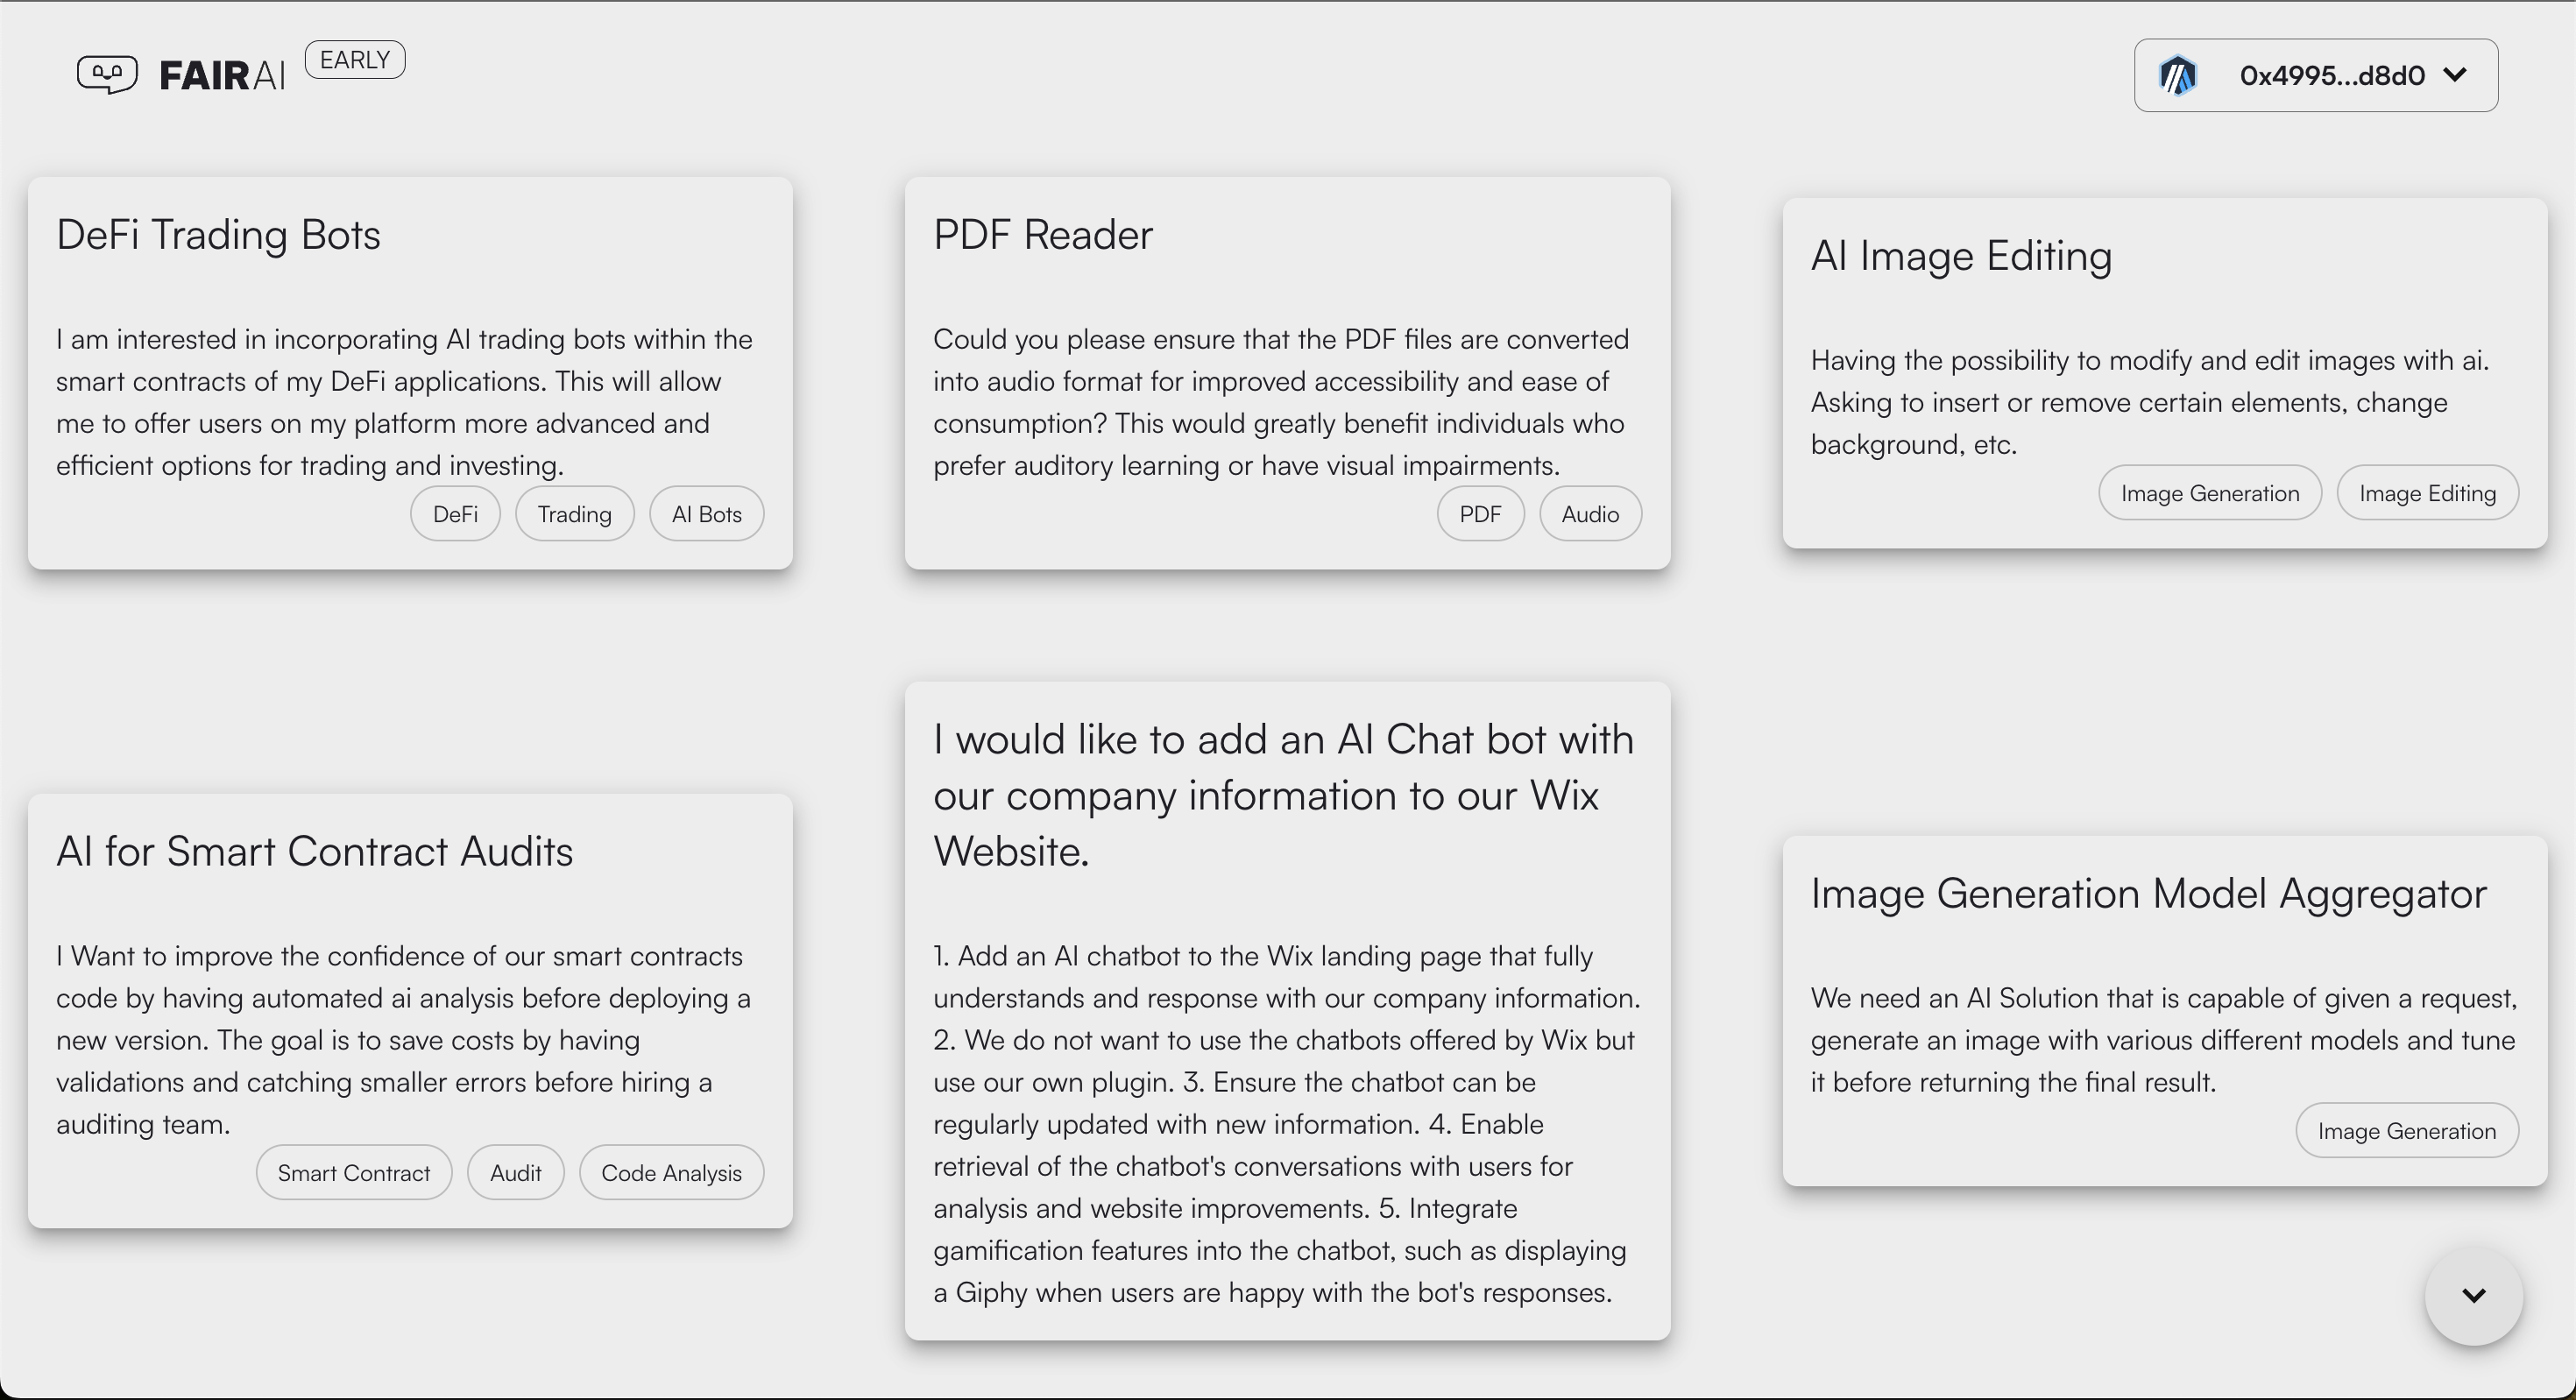 FAIRAI
EARLY
0x4995...d8d0
DeFi Trading Bots
I am interested in incorporating AI trading bots within the
smart contracts of my DeFi applications. This will allow
me to offer users on my platform more advanced and
efficient options for trading and investing.
DeFi
Trading
AI Bots
PDF Reader
Could you please ensure that the PDF files are converted
into audio format for improved accessibility and ease of
consumption? This would greatly benefit individuals who
prefer auditory learning or have visual impairments.
PDF
Audio
AI Image Editing
Having the possibility to modify and edit images with ai.
Asking to insert or remove certain elements, change
background, etc.
Image Generation
Image Editing
AI for Smart Contract Audits
I Want to improve the confidence of our smart contracts
code by having automated ai analysis before deploying a
new version. The goal is to save costs by having
validations and catching smaller errors before hiring a
auditing team.
Smart Contract
Audit
Code Analysis
I would like to add an AI Chat bot with
our company information to our Wix
Website.
1. Add an AI chatbot to the Wix landing page that fully
understands and response with our company information.
2. We do not want to use the chatbots offered by Wix but
use our own plugin. 3. Ensure the chatbot can be
regularly updated with new information. 4. Enable
retrieval of the chatbot's conversations with users for
analysis and website improvements. 5. Integrate
gamification features into the chatbot, such as displaying
a Giphy when users are happy with the bot's responses.
Image Generation Model Aggregator
We need an AI Solution that is capable of given a request,
generate an image with various different models and tune
it before returning the final result.
Image Generation